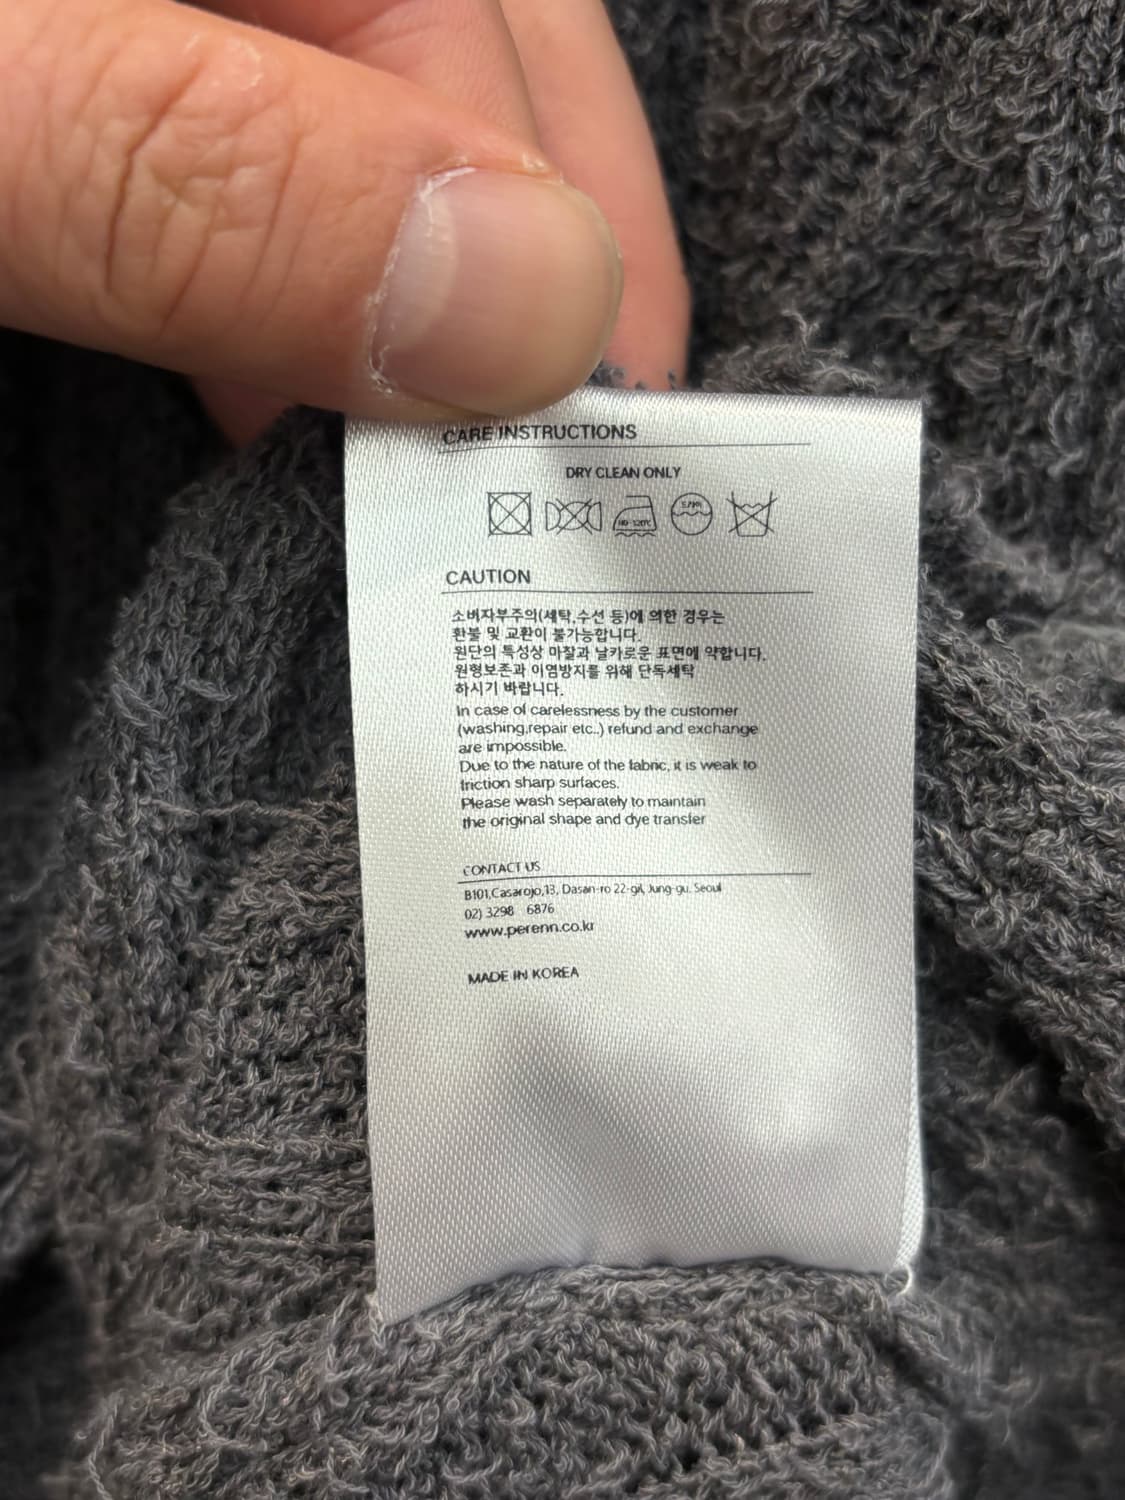 CARE INSTRUCTIONS
DRY CLEAN ONLY
CAUTION
소비자부주의(세탁,수선 등)에 의한 경우는
환불 및 교환이 불가능합니다.
원단의 특성상 마찰과 날카로운 표면에 약합니다.
원형보존과 이염방지를 위해 단독세탁
하시기 바랍니다.
In case of carelessness by the customer
(washing,repair etc..) refund and exchange
are impossible.
Due to the nature of the fabric, it is weak to
friction sharp surfaces.
Please wash separately to maintain
the original shape and dye transfer
CONTACT US
B101,Casarojo,13, Dasan-ro 22-gil, Jung-gu, Seoul
02) 3298 6876
www.perenn.co.kr
MADE IN KOREA